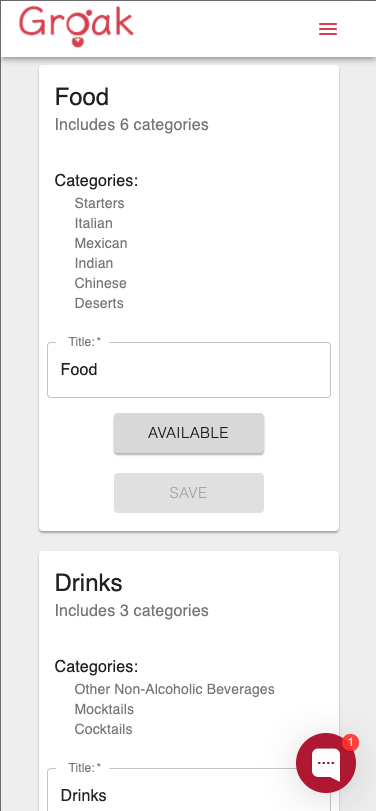 Groak
Food
Includes 6 categories
Categories:
Starters
Italian
Mexican
Indian
Chinese
Deserts
Title: *
Food
AVAILABLE
SAVE
Drinks
Includes 3 categories
Categories:
Other Non-Alcoholic Beverages
Mocktails
Cocktails
1
Title: *
Drinks